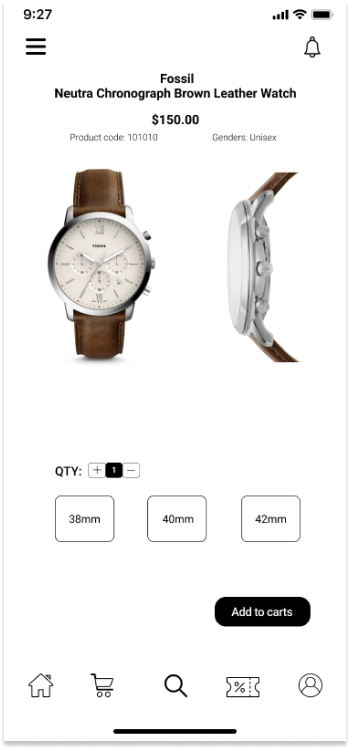 9:27
Fossil
Neutra Chronograph Brown Leather Watch
$150.00
Product code: 101010 Genders: Unisex
FOSSIL
QTY: + 1 −
38mm 40mm 42mm
Add to carts
%